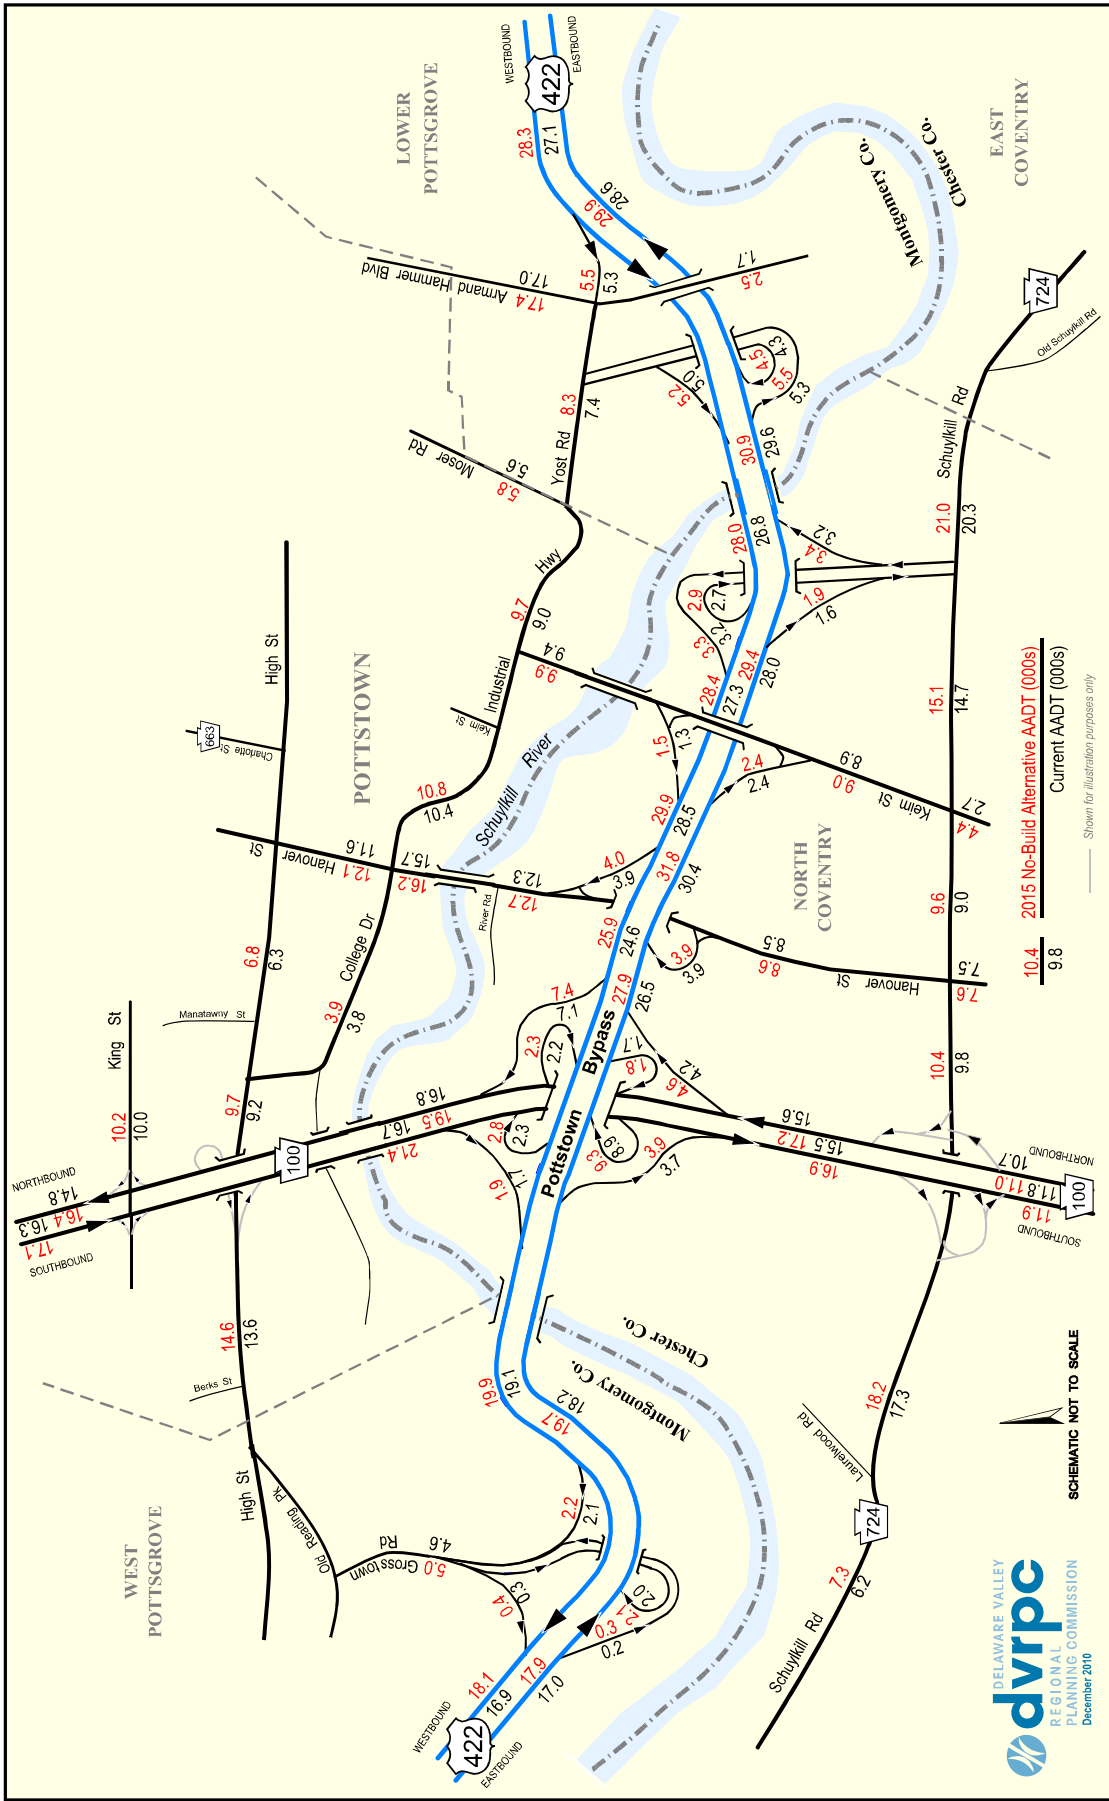 WESTBOUND
EASTBOUND
422
28.3
27.1
LOWER
POTTSGROVE
EAST
COVENTRY
Montgomery Co.
Chester Co.
29.9
28.6
5.5
5.3
17.0
17.4
Armand Hammer Blvd
1.7
2.5
4.3
4.5
5.5
5.3
5.0
5.2
8.3
7.4
Yost Rd
Moser Rd
5.6
5.8
30.9
29.6
28.0
26.8
3.2
3.4
724
Old Schuylkill Rd
Schuylkill Rd
21.0
20.3
1.9
1.6
2.9
2.7
3.2
3.3
Hwy
9.7
9.0
Industrial
9.4
9.9
Keim St
28.4
27.3
29.4
28.0
15.1
14.7
POTTSTOWN
High St
663
Charlotte St
10.8
10.4
Schuylkill River
1.5
1.3
2.4
2.4
8.9
9.0
Keim St
2.7
4.4
29.9
28.5
31.8
30.4
4.0
3.9
Hanover St
11.6
12.1
15.7
16.2
12.3
12.7
River Rd
25.9
24.6
NORTH
COVENTRY
9.6
9.0
3.9
3.9
8.5
8.6
Hanover St
7.5
7.6
6.8
6.3
College Dr
3.9
3.8
Manatawny St
King St
10.2
10.0
9.7
9.2
7.4
7.1
27.9
26.5
2.3
2.2
1.7
1.8
4.2
4.6
10.4
9.8
Pottstown Bypass
16.8
19.5
16.7
21.4
100
2.8
2.3
1.7
1.9
8.9
9.3
3.9
3.7
15.6
17.2
15.5
16.9
NORTHBOUND
14.8
16.4
16.3
17.1
SOUTHBOUND
10.7
NORTHBOUND
11.0
11.8
11.9
100
SOUTHBOUND
14.6
13.6
Berks St
High St
Old Reading Pk
WEST
POTTSGROVE
Grosstown Rd
4.6
5.0
19.9
19.1
18.2
19.7
Chester Co.
Montgomery Co.
2.2
2.1
0.4
0.3
2.0
2.1
0.3
0.2
18.1
16.9
17.9
17.0
WESTBOUND
422
EASTBOUND
18.2
17.3
Laurelwood Rd
724
7.3
6.2
Schuylkill Rd
10.4 2015 No-Build Alternative AADT (000s)
9.8 Current AADT (000s)
Shown for illustration purposes only
SCHEMATIC NOT TO SCALE
dvrpc
DELAWARE VALLEY
REGIONAL
PLANNING COMMISSION
December 2010